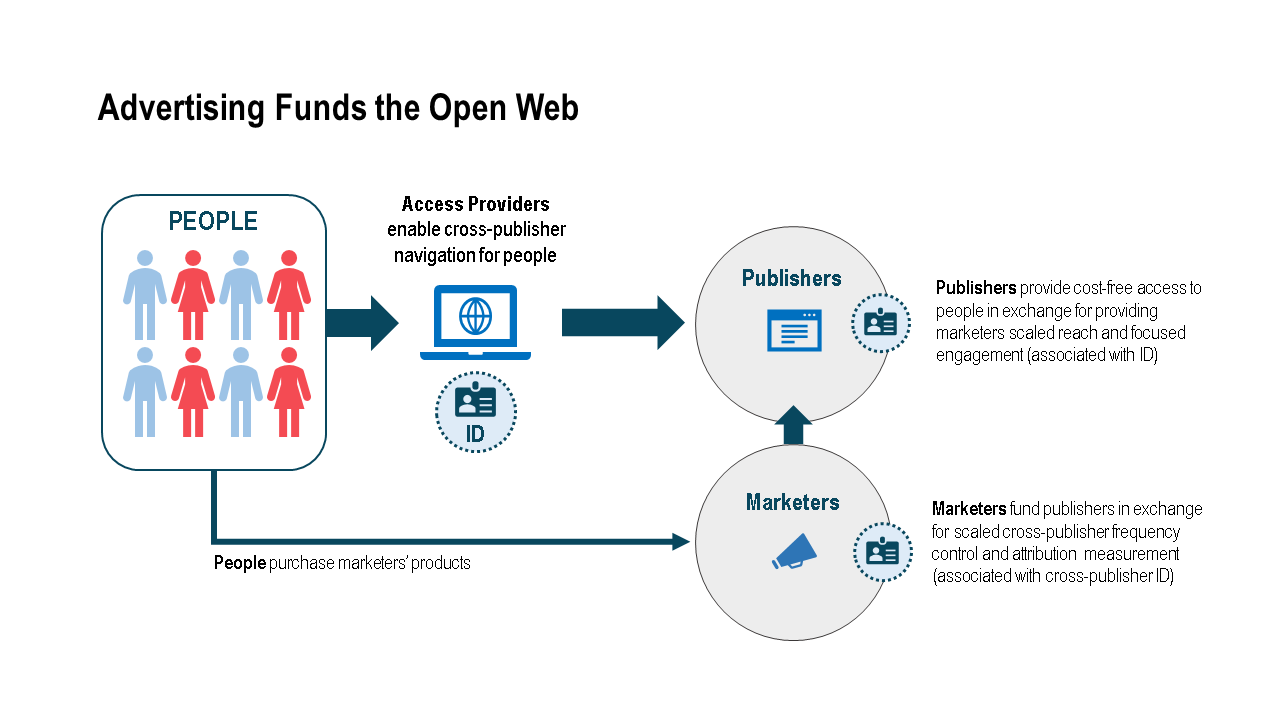 Advertising Funds the Open Web
PEOPLE
Access Providers
enable cross-publisher
navigation for people
ID
Publishers
Publishers provide cost-free access to
people in exchange for providing
marketers scaled reach and focused
engagement (associated with ID)
Marketers
Marketers fund publishers in exchange
for scaled cross-publisher frequency
control and attribution measurement
(associated with cross-publisher ID)
People purchase marketers' products